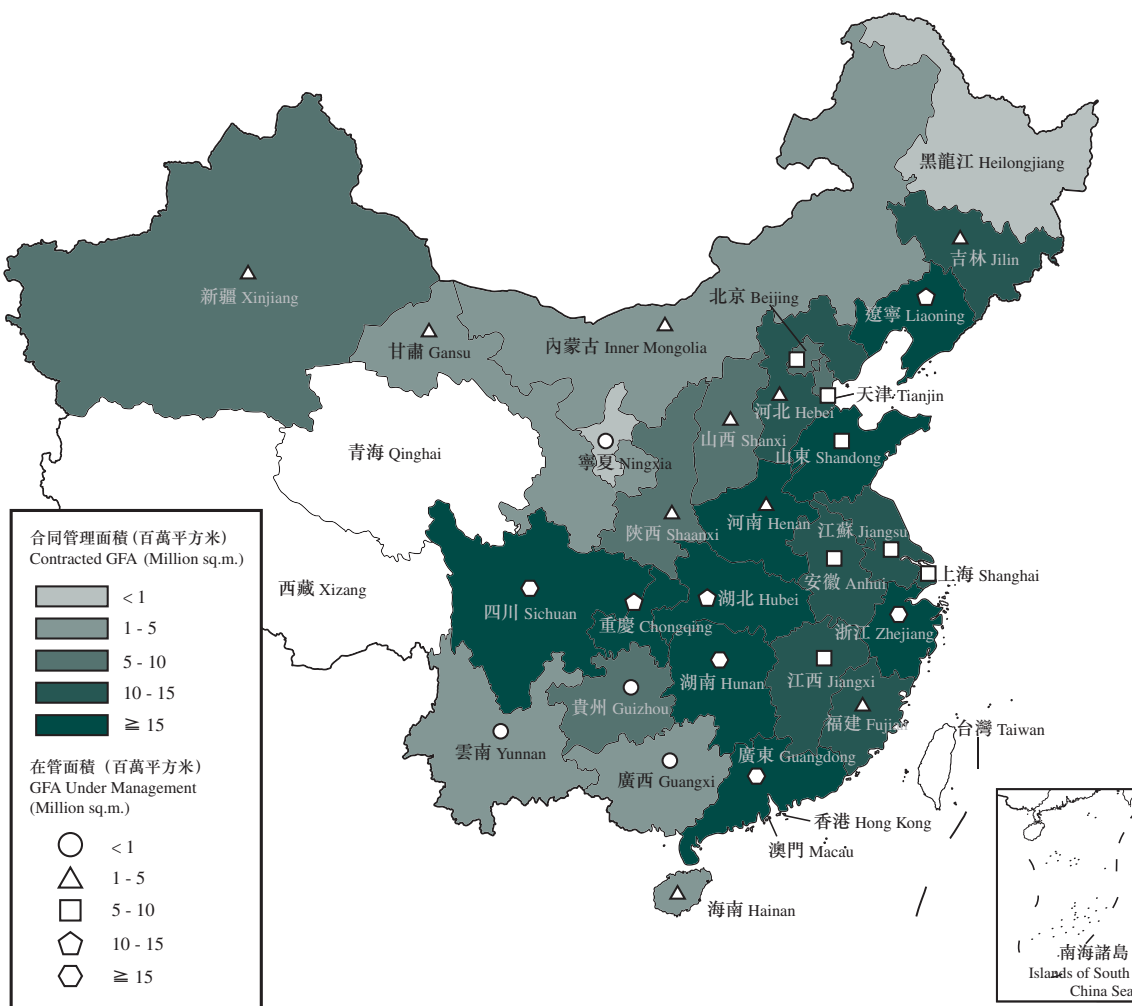 黑龍江 Heilongjiang
吉林 Jilin
新疆 Xinjiang
北京 Beijing
遼寧 Liaoning
甘肅 Gansu
內蒙古 Inner Mongolia
天津 Tianjin
河北 Hebei
山西 Shanxi
青海 Qinghai
寧夏 Ningxia
山東 Shandong
陝西 Shaanxi
河南 Henan
江蘇 Jiangsu
安徽 Anhui
上海 Shanghai
西藏 Xizang
四川 Sichuan
重慶 Chongqing
湖北 Hubei
浙江 Zhejiang
湖南 Hunan
江西 Jiangxi
貴州 Guizhou
福建 Fujian
雲南 Yunnan
廣西 Guangxi
廣東 Guangdong
台灣 Taiwan
香港 Hong Kong
澳門 Macau
海南 Hainan
合同管理面積 (百萬平方米)
Contracted GFA (Million sq.m.)
< 1
1 - 5
5 - 10
10 - 15
≧ 15
在管面積 (百萬平方米)
GFA Under Management
(Million sq.m.)
< 1
1 - 5
5 - 10
10 - 15
≧ 15
南海諸島
Islands of South
China Sea